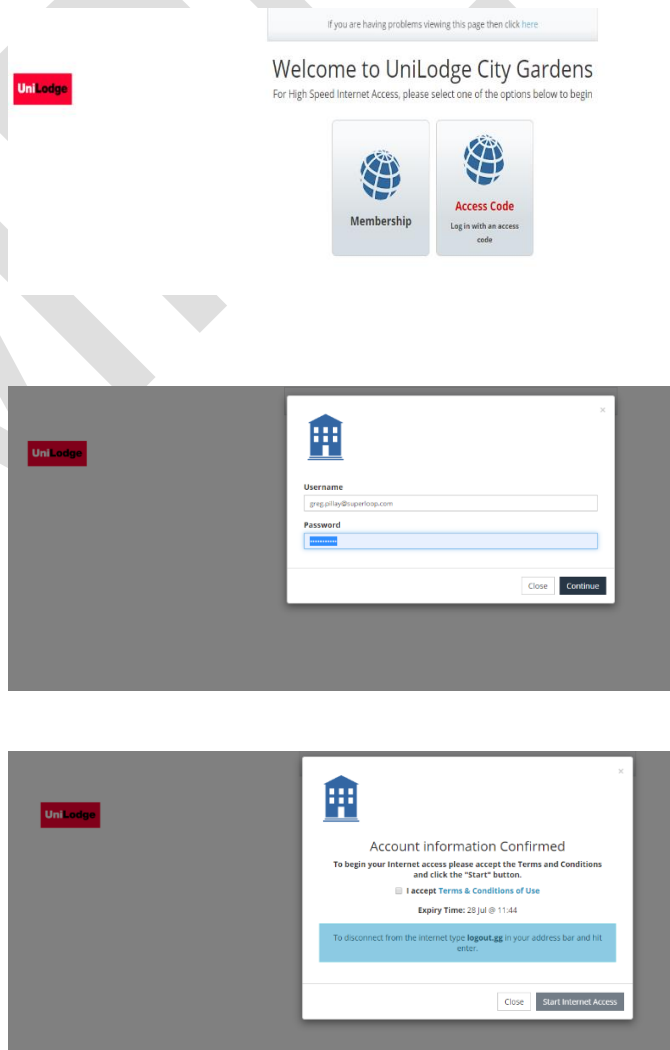 If you are having problems viewing this page then click here
UniLodge
Welcome to UniLodge City Gardens
For High Speed Internet Access, please select one of the options below to begin
Membership
Access Code
Log in with an access
code
UniLodge
×
Username
greg.pillay@superloop.com
Password
Close
Continue
UniLodge
×
Account information Confirmed
To begin your Internet access please accept the Terms and Conditions
and click the "Start" button.
I accept Terms & Conditions of Use
Expiry Time: 28 Jul @ 11:44
To disconnect from the internet type logout.gg in your address bar and hit
enter.
Close
Start Internet Access